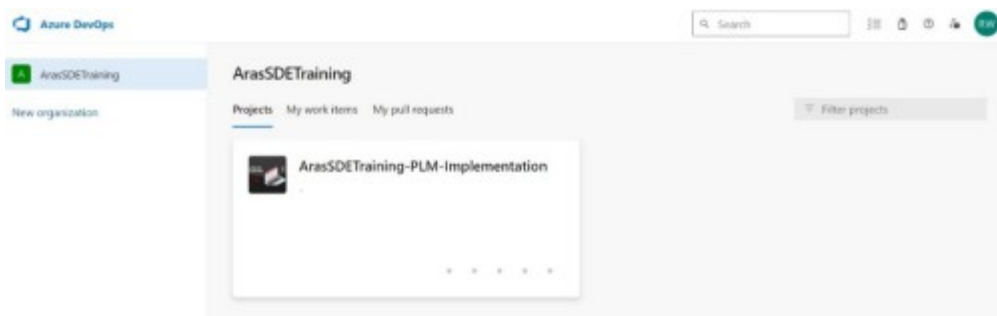 Azure DevOps
Search
RW
A ArasSDETraining
New organization
ArasSDETraining
Projects My work items My pull requests
Filter projects
ArasSDETraining-PLM-Implementation